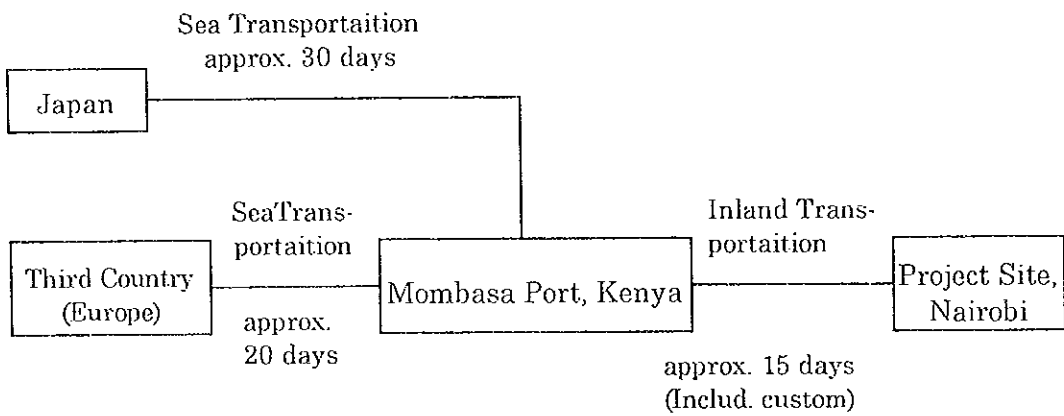 Sea Transportaition
approx. 30 days
Japan
SeaTrans-
portaition
Inland Trans-
portaition
Third Country
(Europe)
Mombasa Port, Kenya
Project Site,
Nairobi
approx.
20 days
approx. 15 days
(Includ. custom)